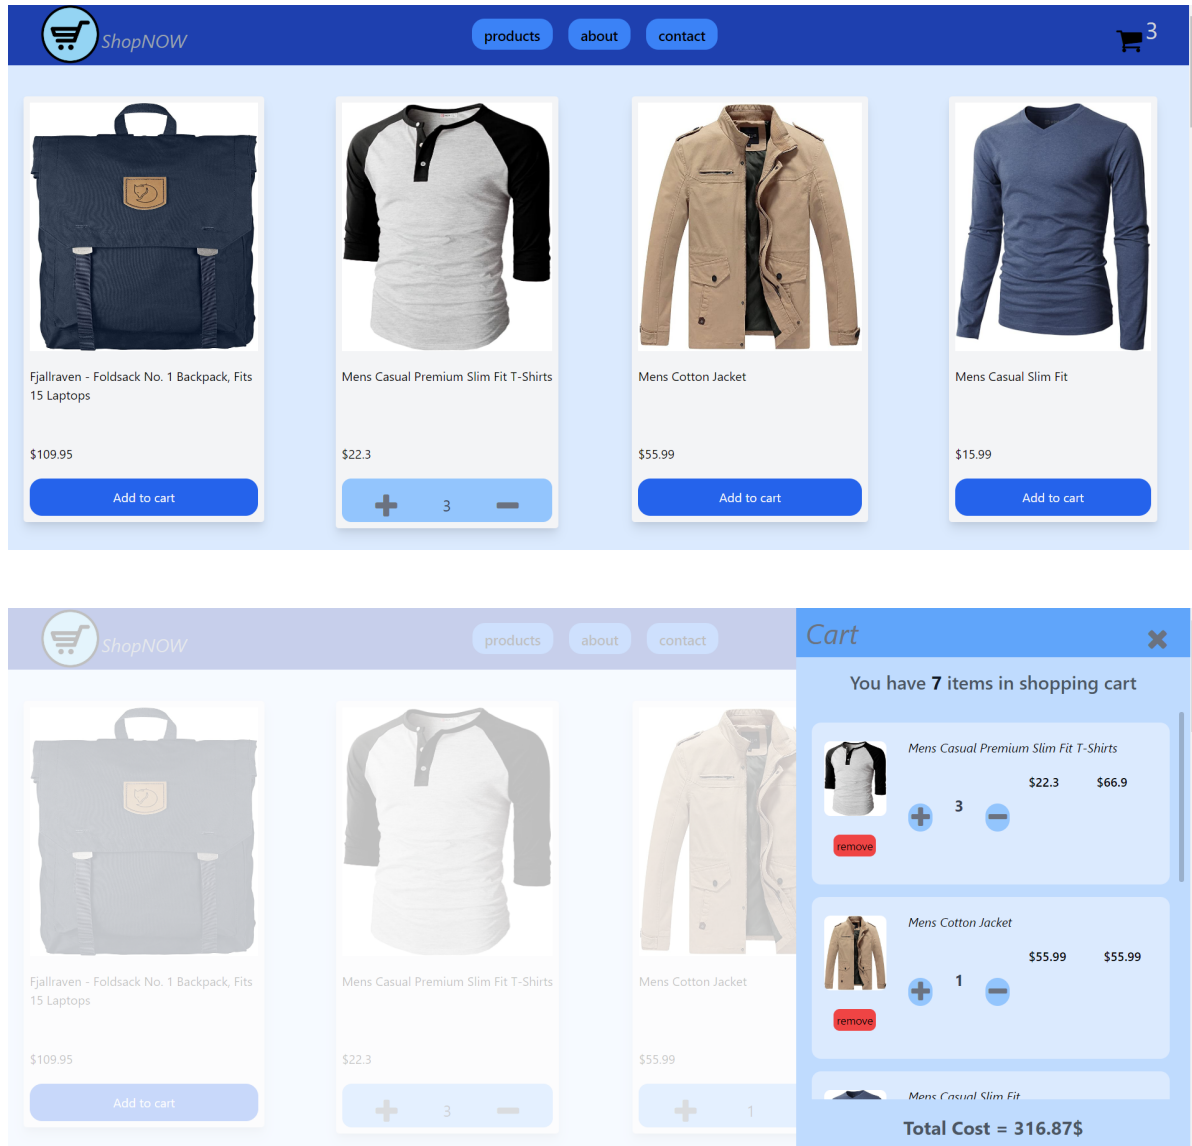 ShopNOW
products
about
contact
3
Fjallraven - Foldsack No. 1 Backpack, Fits
15 Laptops
$109.95
Add to cart
Mens Casual Premium Slim Fit T-Shirts
$22.3
3
Mens Cotton Jacket
$55.99
Add to cart
Mens Casual Slim Fit
$15.99
Add to cart
ShopNOW
products
about
contact
Fjallraven - Foldsack No. 1 Backpack, Fits
15 Laptops
$109.95
Add to cart
Mens Casual Premium Slim Fit T-Shirts
$22.3
3
Mens Cotton Jacket
$55.99
1
Cart
You have 7 items in shopping cart
Mens Casual Premium Slim Fit T-Shirts
$22.3
$66.9
3
remove
Mens Cotton Jacket
$55.99
$55.99
1
remove
Mens Casual Slim Fit
Total Cost = 316.87$